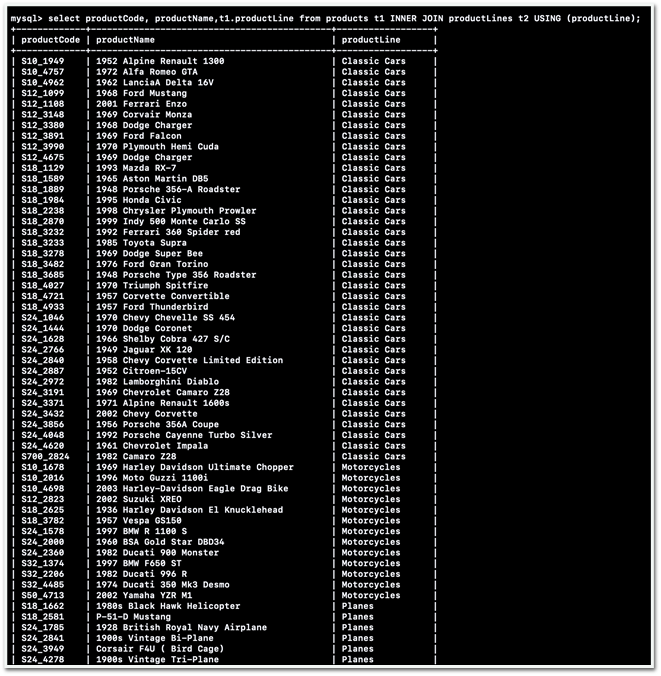 mysql> select productCode, productName,t1.productLine from products t1 INNER JOIN productLines t2 USING (productLine);
+-------------+---------------------------------------------+------------------+
| productCode | productName | productLine |
+-------------+---------------------------------------------+------------------+
| S10_1949 | 1952 Alpine Renault 1300 | Classic Cars |
| S10_4757 | 1972 Alfa Romeo GTA | Classic Cars |
| S10_4962 | 1962 LanciaA Delta 16V | Classic Cars |
| S12_1099 | 1968 Ford Mustang | Classic Cars |
| S12_1108 | 2001 Ferrari Enzo | Classic Cars |
| S12_3148 | 1969 Corvair Monza | Classic Cars |
| S12_3380 | 1968 Dodge Charger | Classic Cars |
| S12_3891 | 1969 Ford Falcon | Classic Cars |
| S12_3990 | 1970 Plymouth Hemi Cuda | Classic Cars |
| S12_4675 | 1969 Dodge Charger | Classic Cars |
| S18_1129 | 1993 Mazda RX-7 | Classic Cars |
| S18_1589 | 1965 Aston Martin DB5 | Classic Cars |
| S18_1889 | 1948 Porsche 356-A Roadster | Classic Cars |
| S18_1984 | 1995 Honda Civic | Classic Cars |
| S18_2238 | 1998 Chrysler Plymouth Prowler | Classic Cars |
| S18_2870 | 1999 Indy 500 Monte Carlo SS | Classic Cars |
| S18_3232 | 1992 Ferrari 360 Spider red | Classic Cars |
| S18_3233 | 1985 Toyota Supra | Classic Cars |
| S18_3278 | 1969 Dodge Super Bee | Classic Cars |
| S18_3482 | 1976 Ford Gran Torino | Classic Cars |
| S18_3685 | 1948 Porsche Type 356 Roadster | Classic Cars |
| S18_4027 | 1970 Triumph Spitfire | Classic Cars |
| S18_4721 | 1957 Corvette Convertible | Classic Cars |
| S18_4933 | 1957 Ford Thunderbird | Classic Cars |
| S24_1046 | 1970 Chevy Chevelle SS 454 | Classic Cars |
| S24_1444 | 1970 Dodge Coronet | Classic Cars |
| S24_1628 | 1966 Shelby Cobra 427 S/C | Classic Cars |
| S24_2766 | 1949 Jaguar XK 120 | Classic Cars |
| S24_2840 | 1958 Chevy Corvette Limited Edition | Classic Cars |
| S24_2887 | 1952 Citroen-15CV | Classic Cars |
| S24_2972 | 1982 Lamborghini Diablo | Classic Cars |
| S24_3191 | 1969 Chevrolet Camaro Z28 | Classic Cars |
| S24_3371 | 1971 Alpine Renault 1600s | Classic Cars |
| S24_3432 | 2002 Chevy Corvette | Classic Cars |
| S24_3856 | 1956 Porsche 356A Coupe | Classic Cars |
| S24_4048 | 1992 Porsche Cayenne Turbo Silver | Classic Cars |
| S24_4620 | 1961 Chevrolet Impala | Classic Cars |
| S700_2824 | 1982 Camaro Z28 | Classic Cars |
| S10_1678 | 1969 Harley Davidson Ultimate Chopper | Motorcycles |
| S10_2016 | 1996 Moto Guzzi 1100i | Motorcycles |
| S10_4698 | 2003 Harley-Davidson Eagle Drag Bike | Motorcycles |
| S12_2823 | 2002 Suzuki XREO | Motorcycles |
| S18_2625 | 1936 Harley Davidson El Knucklehead | Motorcycles |
| S18_3782 | 1957 Vespa GS150 | Motorcycles |
| S24_1578 | 1997 BMW R 1100 S | Motorcycles |
| S24_2000 | 1960 BSA Gold Star DBD34 | Motorcycles |
| S24_2360 | 1982 Ducati 900 Monster | Motorcycles |
| S32_1374 | 1997 BMW F650 ST | Motorcycles |
| S32_2206 | 1982 Ducati 996 R | Motorcycles |
| S32_4485 | 1974 Ducati 350 Mk3 Desmo | Motorcycles |
| S50_4713 | 2002 Yamaha YZR M1 | Motorcycles |
| S18_1662 | 1980s Black Hawk Helicopter | Planes |
| S18_2581 | P-51-D Mustang | Planes |
| S24_1785 | 1928 British Royal Navy Airplane | Planes |
| S24_2841 | 1900s Vintage Bi-Plane | Planes |
| S24_3949 | Corsair F4U ( Bird Cage) | Planes |
| S24_4278 | 1900s Vintage Tri-Plane | Planes |